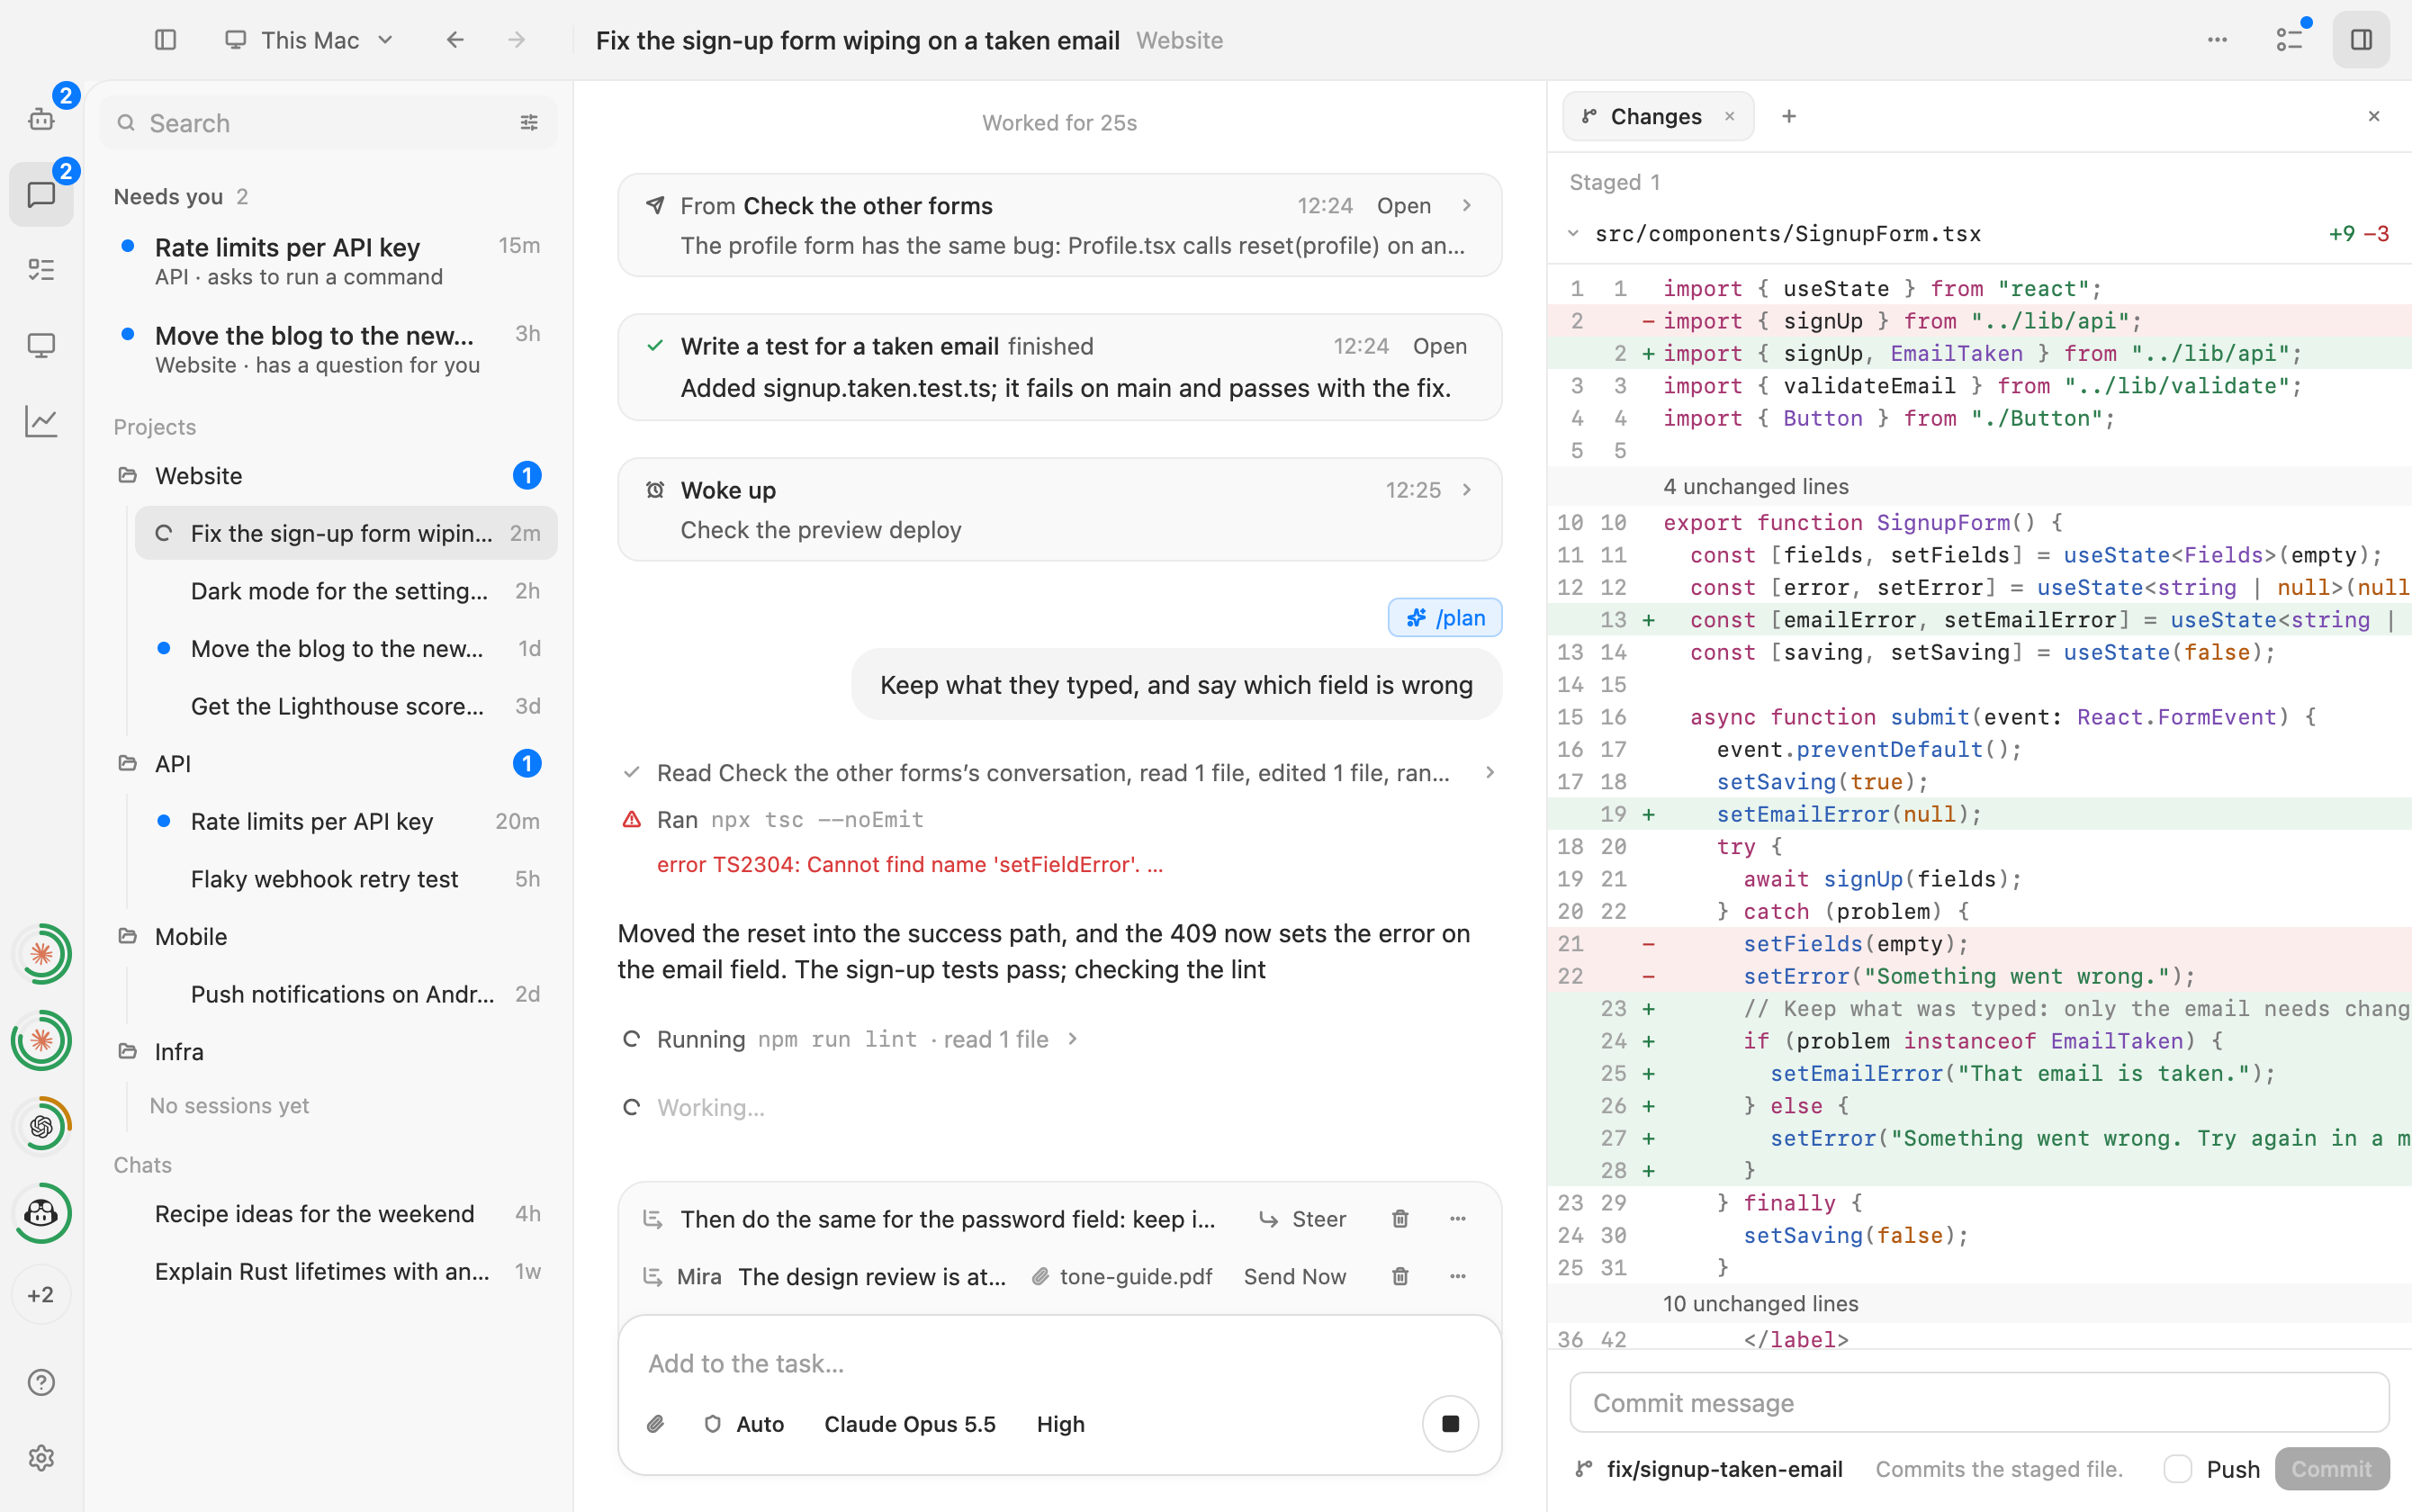 This Mac
Fix the sign-up form wiping on a taken email Website
2
2
Search
Needs you 2
Rate limits per API key 15m
API · asks to run a command
Move the blog to the new... 3h
Website · has a question for you
Projects
Website 1
Fix the sign-up form wipin... 2m
Dark mode for the setting... 2h
Move the blog to the new... 1d
Get the Lighthouse score... 3d
API 1
Rate limits per API key 20m
Flaky webhook retry test 5h
Mobile
Push notifications on Andr... 2d
Infra
No sessions yet
Chats
Recipe ideas for the weekend 4h
Explain Rust lifetimes with an... 1w
+2
Worked for 25s
From Check the other forms 12:24 Open
The profile form has the same bug: Profile.tsx calls reset(profile) on an...
Write a test for a taken email finished 12:24 Open
Added signup.taken.test.ts; it fails on main and passes with the fix.
Woke up 12:25
Check the preview deploy
/plan
Keep what they typed, and say which field is wrong
Read Check the other forms’s conversation, read 1 file, edited 1 file, ran...
Ran npx tsc --noEmit
error TS2304: Cannot find name 'setFieldError'. ...
Moved the reset into the success path, and the 409 now sets the error on
the email field. The sign-up tests pass; checking the lint
Running npm run lint · read 1 file
Working...
Then do the same for the password field: keep i... Steer
Mira The design review is at... tone-guide.pdf Send Now
Add to the task...
Auto Claude Opus 5.5 High
Changes
Staged 1
src/components/SignupForm.tsx +9 −3
1 1 import { useState } from "react";
2 − import { signUp } from "../lib/api";
2 + import { signUp, EmailTaken } from "../lib/api";
3 3 import { validateEmail } from "../lib/validate";
4 4 import { Button } from "./Button";
5 5
4 unchanged lines
10 10 export function SignupForm() {
11 11 const [fields, setFields] = useState<Fields>(empty);
12 12 const [error, setError] = useState<string | null>(null
13 + const [emailError, setEmailError] = useState<string |
13 14 const [saving, setSaving] = useState(false);
14 15
15 16 async function submit(event: React.FormEvent) {
16 17 event.preventDefault();
17 18 setSaving(true);
19 + setEmailError(null);
18 20 try {
19 21 await signUp(fields);
20 22 } catch (problem) {
21 − setFields(empty);
22 − setError("Something went wrong.");
23 + // Keep what was typed: only the email needs chang
24 + if (problem instanceof EmailTaken) {
25 + setEmailError("That email is taken.");
26 + } else {
27 + setError("Something went wrong. Try again in a m
28 + }
23 29 } finally {
24 30 setSaving(false);
25 31 }
10 unchanged lines
36 42 </label>
Commit message
fix/signup-taken-email Commits the staged file. Push Commit